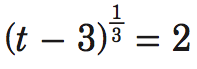 (t − 3)^{1/3} = 2